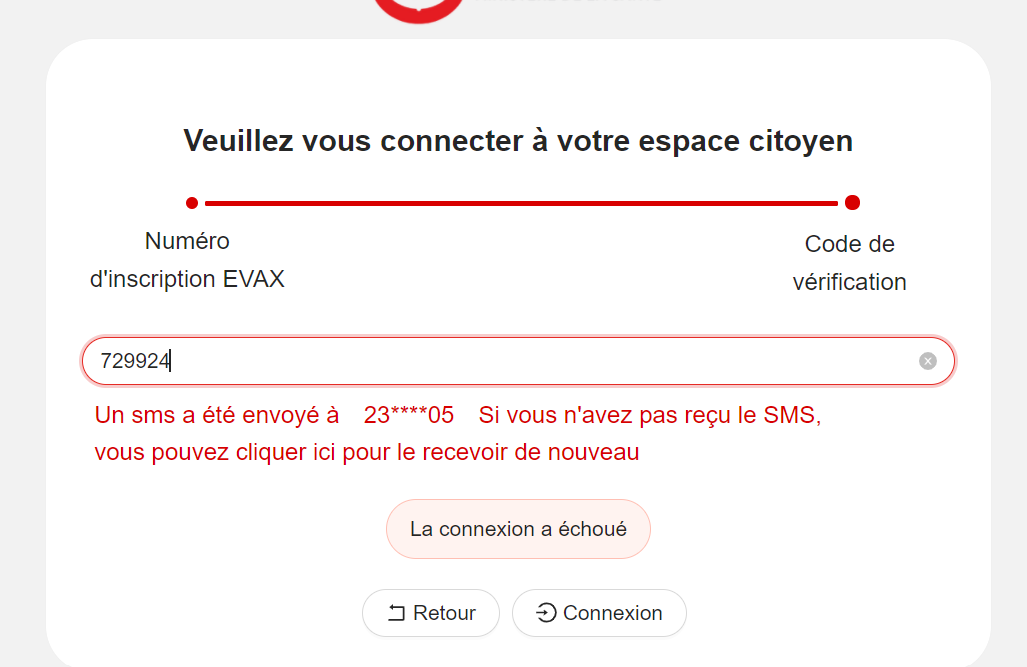 Veuillez vous connecter à votre espace citoyen
Numéro
d'inscription EVAX
Code de
vérification
729924
Un sms a été envoyé à 23****05 Si vous n'avez pas reçu le SMS,
vous pouvez cliquer ici pour le recevoir de nouveau
La connexion a échoué
Retour
Connexion